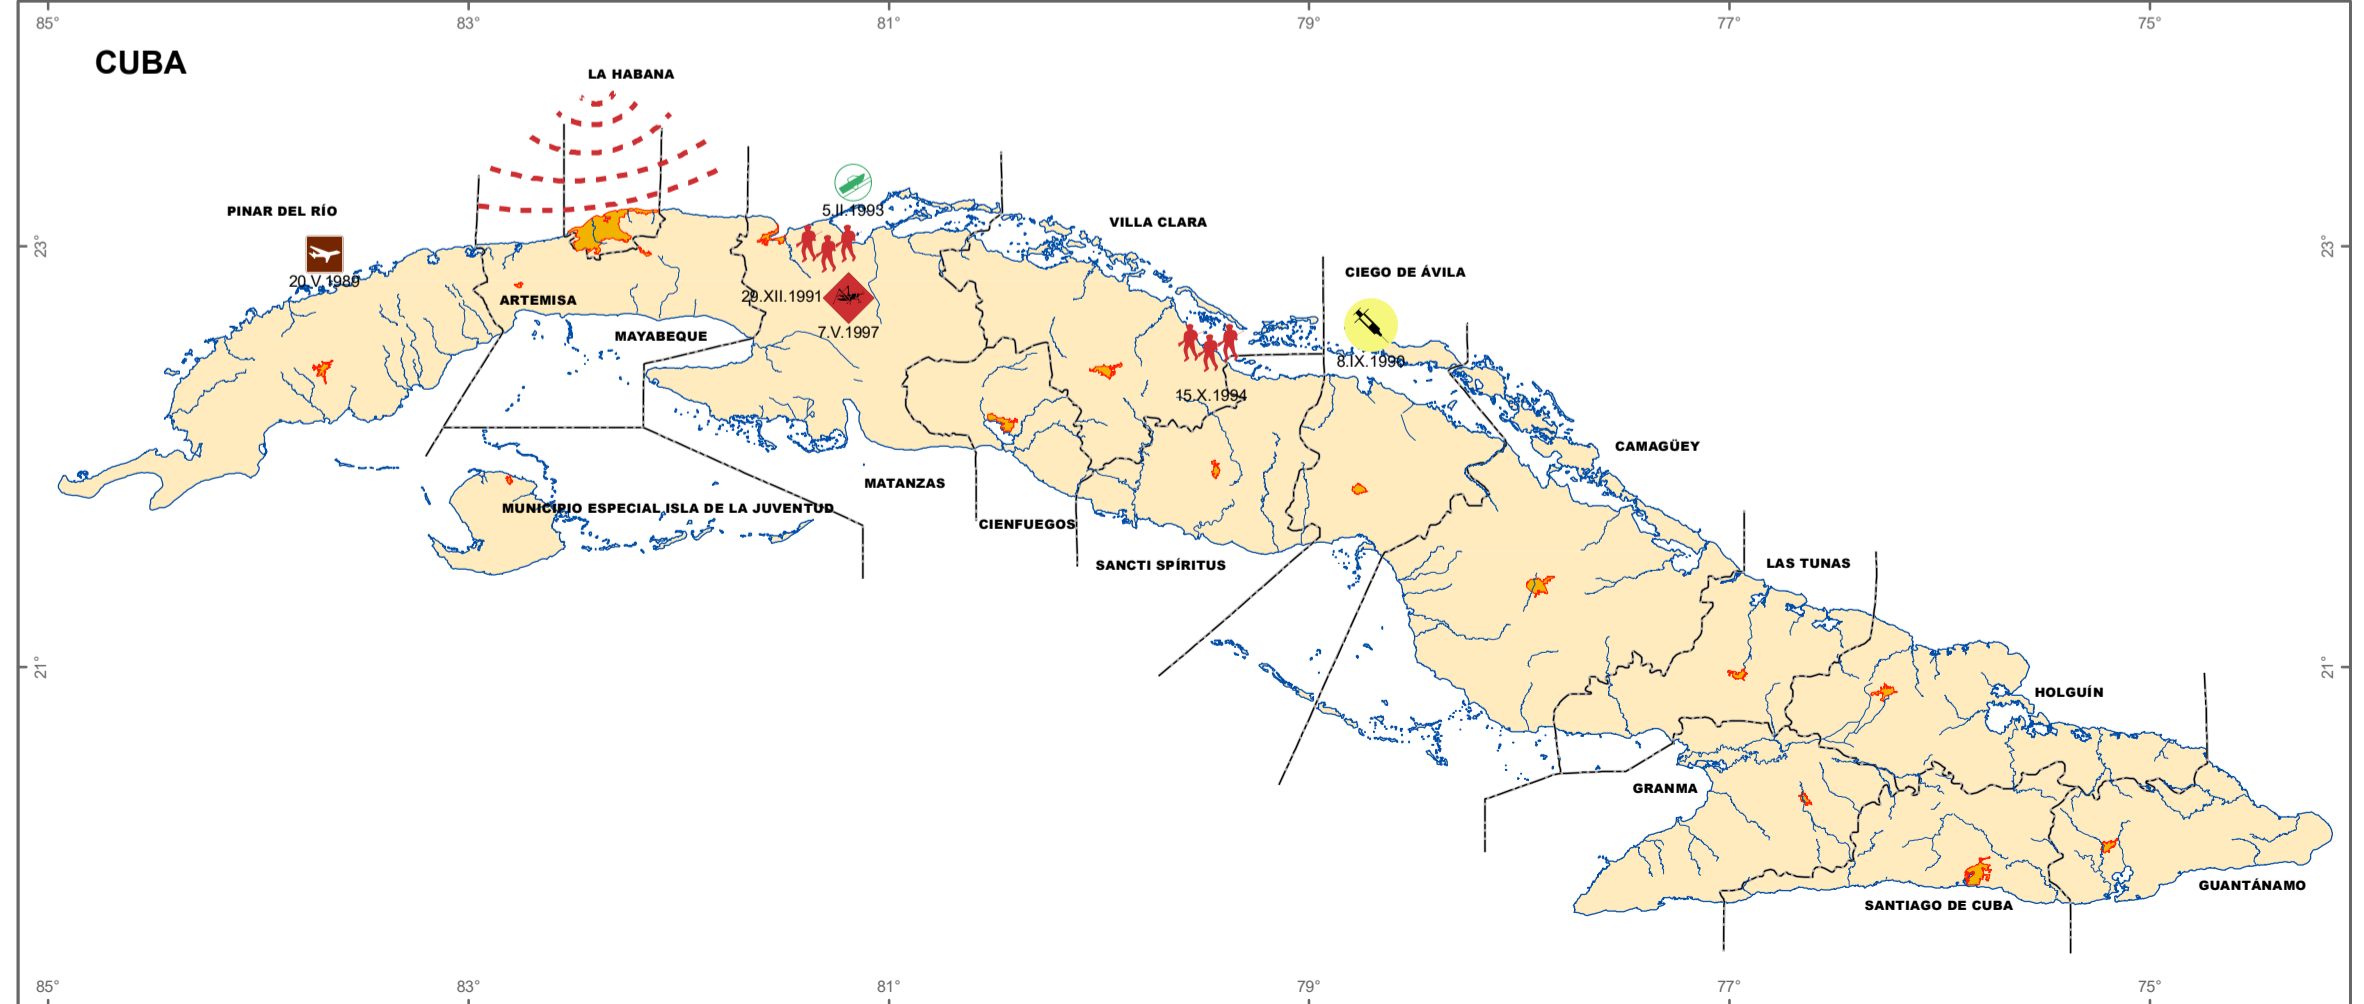 85°
83°
81°
79°
77°
75°
CUBA
LA HABANA
PINAR DEL RÍO
5.II.1993
VILLA CLARA
23°
23°
CIEGO DE ÁVILA
20.V.1989
ARTEMISA
29.XII.1991
7.V.1997
MAYABEQUE
8.IX.1990
15.X.1994
CAMAGÜEY
MATANZAS
MUNICIPIO ESPECIAL ISLA DE LA JUVENTUD
CIENFUEGOS
SANCTI SPÍRITUS
LAS TUNAS
21°
21°
HOLGUÍN
GRANMA
GUANTÁNAMO
SANTIAGO DE CUBA
85°
83°
81°
79°
77°
75°